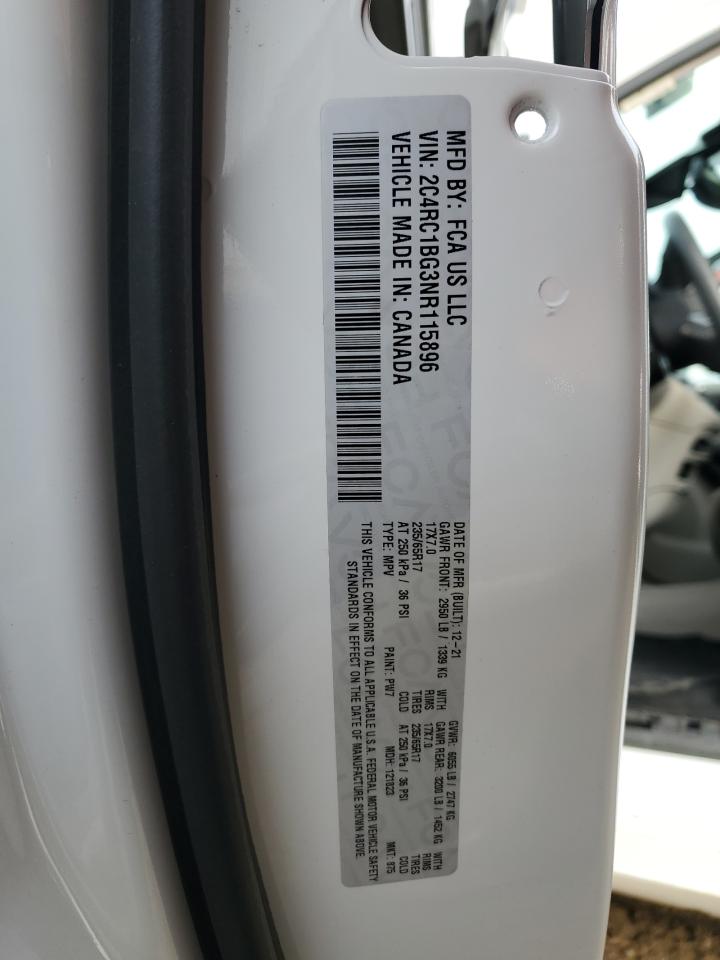 MFD BY: FCA US LLC
VIN: 2C4RC1BG3NR115896
VEHICLE MADE IN: CANADA
DATE OF MFR (BUILT): 12-21 GVWR: 6055 LB / 2747 KG
GAWR FRONT: 2950 LB / 1339 KG WITH GAWR REAR: 3200 LB / 1452 KG WITH
17X7.0 RIMS 17X7.0 RIMS
235/65R17 TIRES 235/65R17 TIRES
AT 250 kPa / 36 PSI COLD AT 250 kPa / 36 PSI COLD
TYPE: MPV PAINT: PW7 MDH: 121823 MKT: 875
THIS VEHICLE CONFORMS TO ALL APPLICABLE U.S.A. FEDERAL MOTOR VEHICLE SAFETY
STANDARDS IN EFFECT ON THE DATE OF MANUFACTURE SHOWN ABOVE.